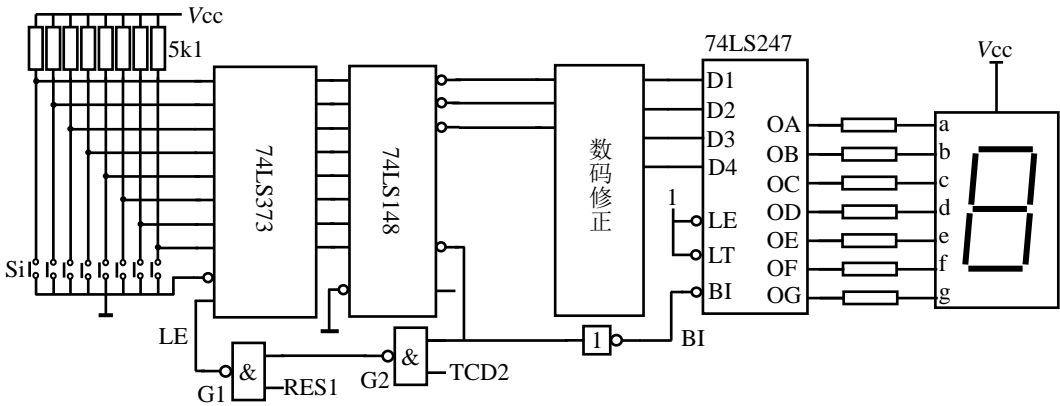 Vcc
5k1
74LS373
74LS148
数码修正
74LS247
D1
D2
D3
D4
1
LE
LT
BI
OA
OB
OC
OD
OE
OF
OG
Vcc
a
b
c
d
e
f
g
Si
LE
G1
&
RES1
G2
&
TCD2
1
BI